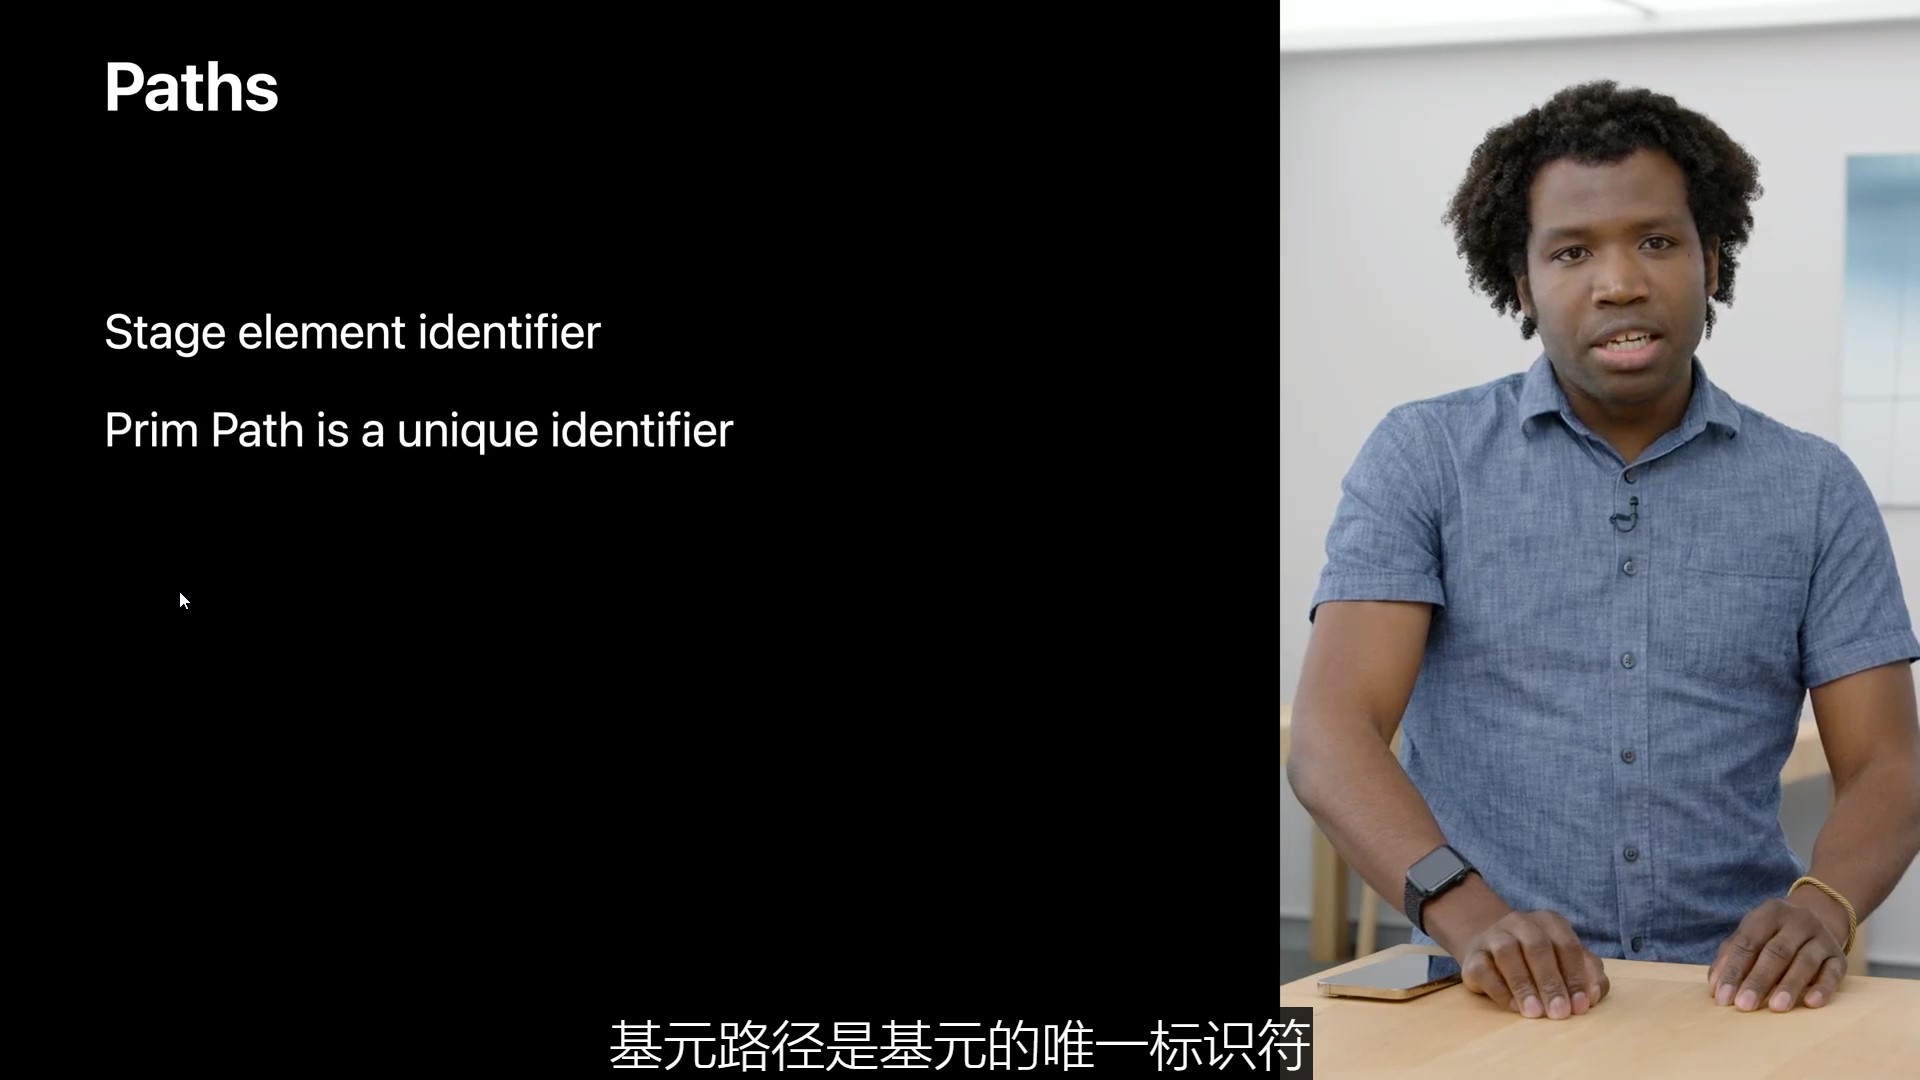 Paths
Stage element identifier
Prim Path is a unique identifier
基元路径是基元的唯一标识符